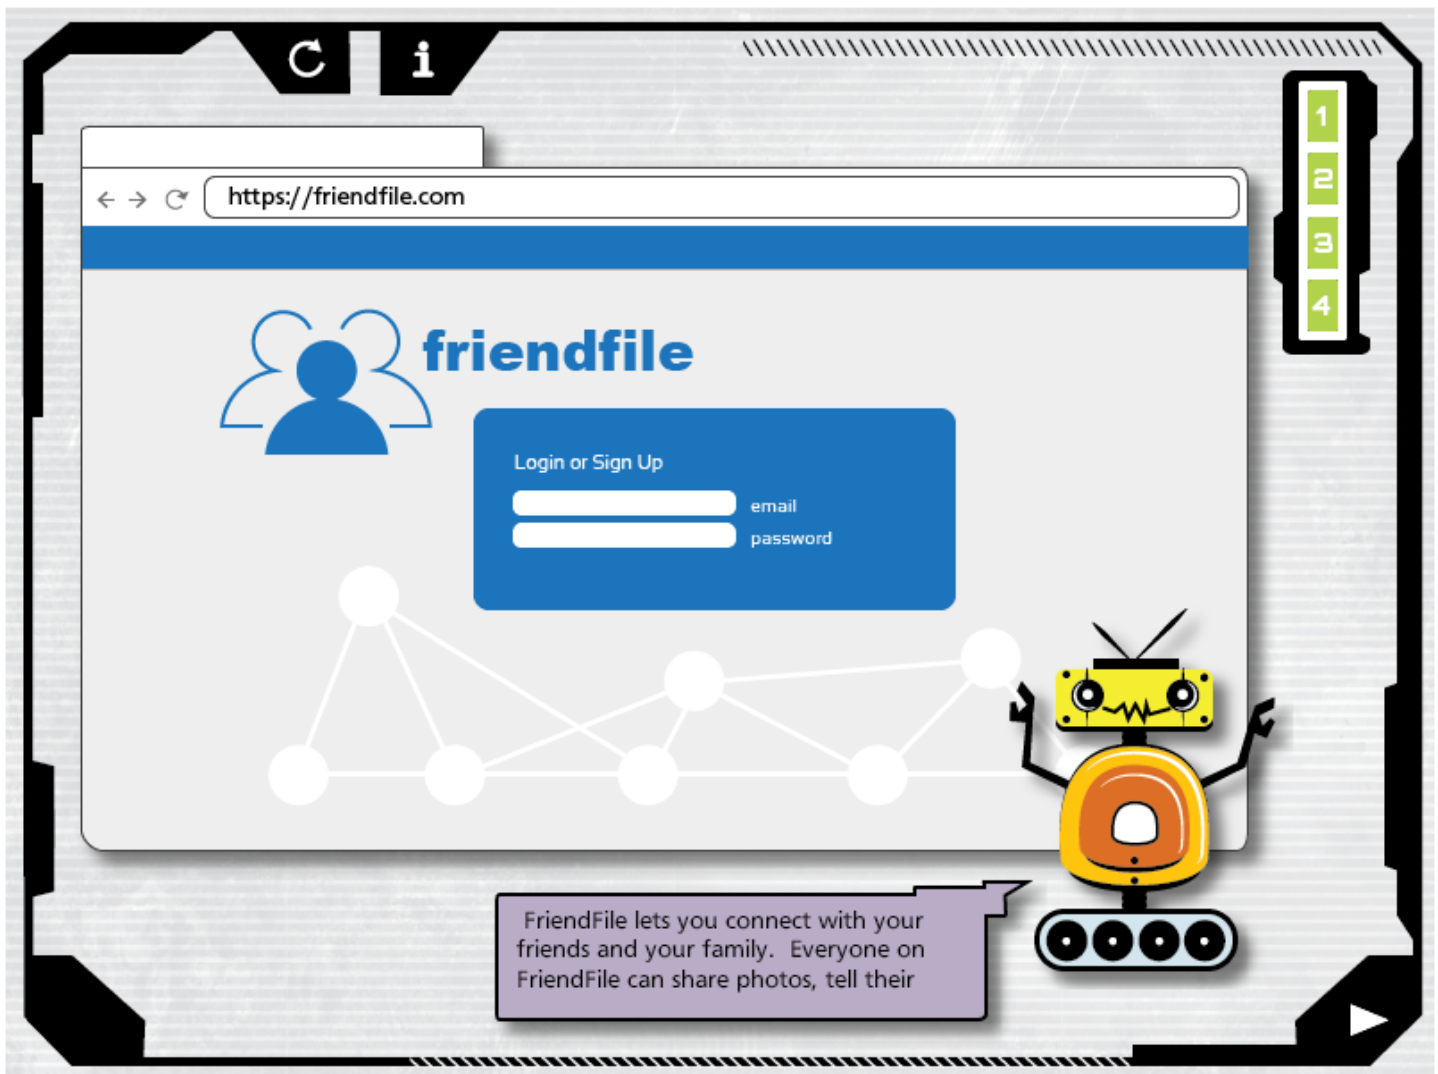 i
1
https://friendfile.com
2
3
4
friendfile
Login or Sign Up
email
password
FriendFile lets you connect with your
friends and your family. Everyone on
FriendFile can share photos, tell their